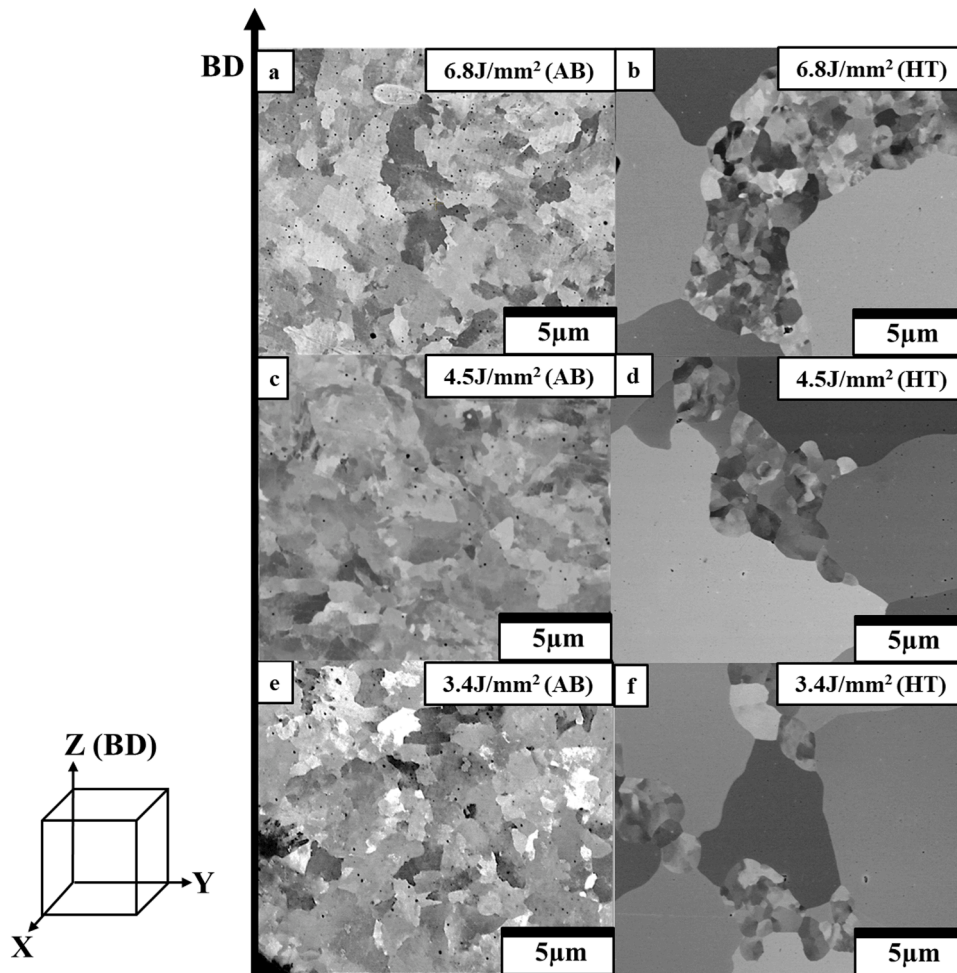 BD
a
6.8J/mm² (AB)
b
6.8J/mm² (HT)
5μm
5μm
c
4.5J/mm² (AB)
d
4.5J/mm² (HT)
5μm
5μm
e
3.4J/mm² (AB)
f
3.4J/mm² (HT)
5μm
5μm
Z (BD)
Y
X